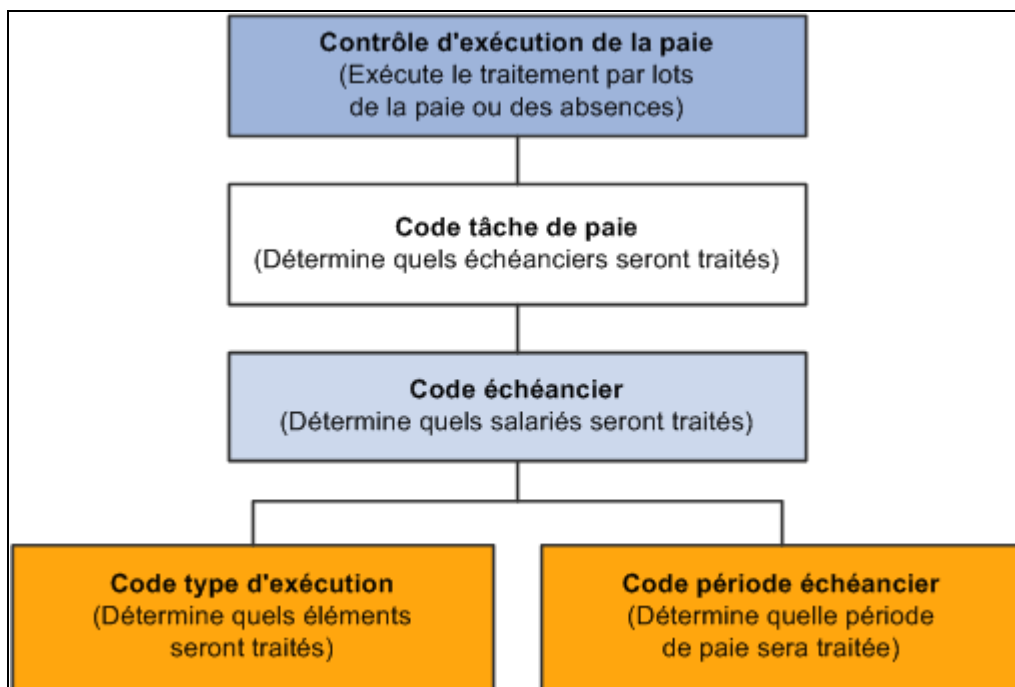 Contrôle d'exécution de la paie
(Exécute le traitement par lots
de la paie ou des absences)
Code tâche de paie
(Détermine quels échéanciers seront traités)
Code échéancier
(Détermine quels salariés seront traités)
Code type d'exécution
(Détermine quels éléments
seront traités)
Code période échéancier
(Détermine quelle période
de paie sera traitée)